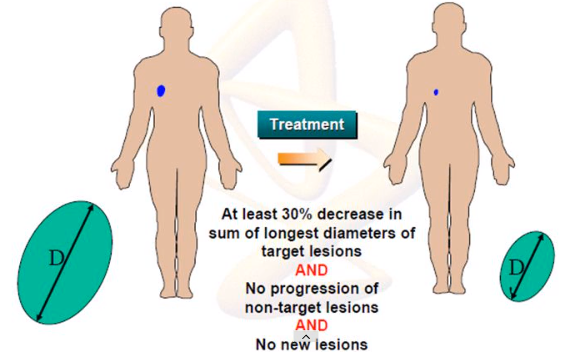 Treatment
At least 30% decrease in
sum of longest diameters of
target lesions
AND
No progression of
non-target lesions
AND
No new lesions
D
D